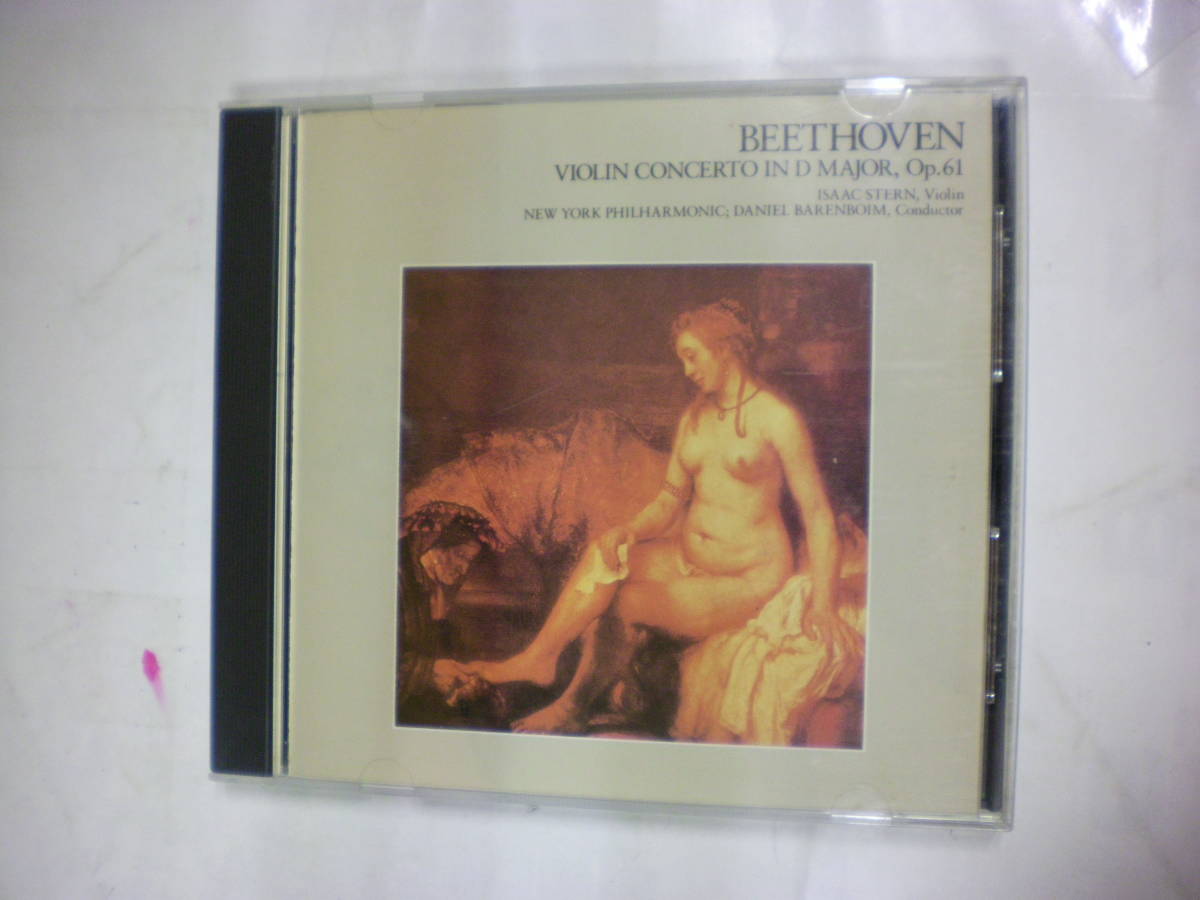 BEETHOVEN
VIOLIN CONCERTO IN D MAJOR, Op.61
ISAAC STERN, Violin
NEW YORK PHILHARMONIC; DANIEL BARENBOIM, Conductor